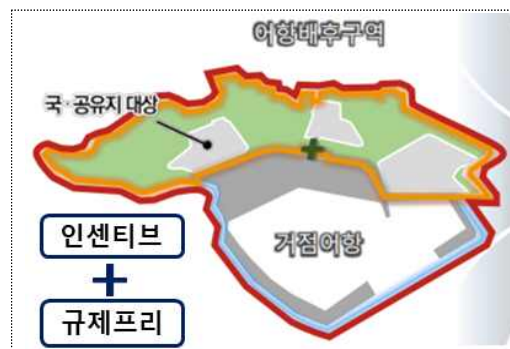 어항배후구역
국·공유지 대상
거점어항
인센티브
+
규제프리